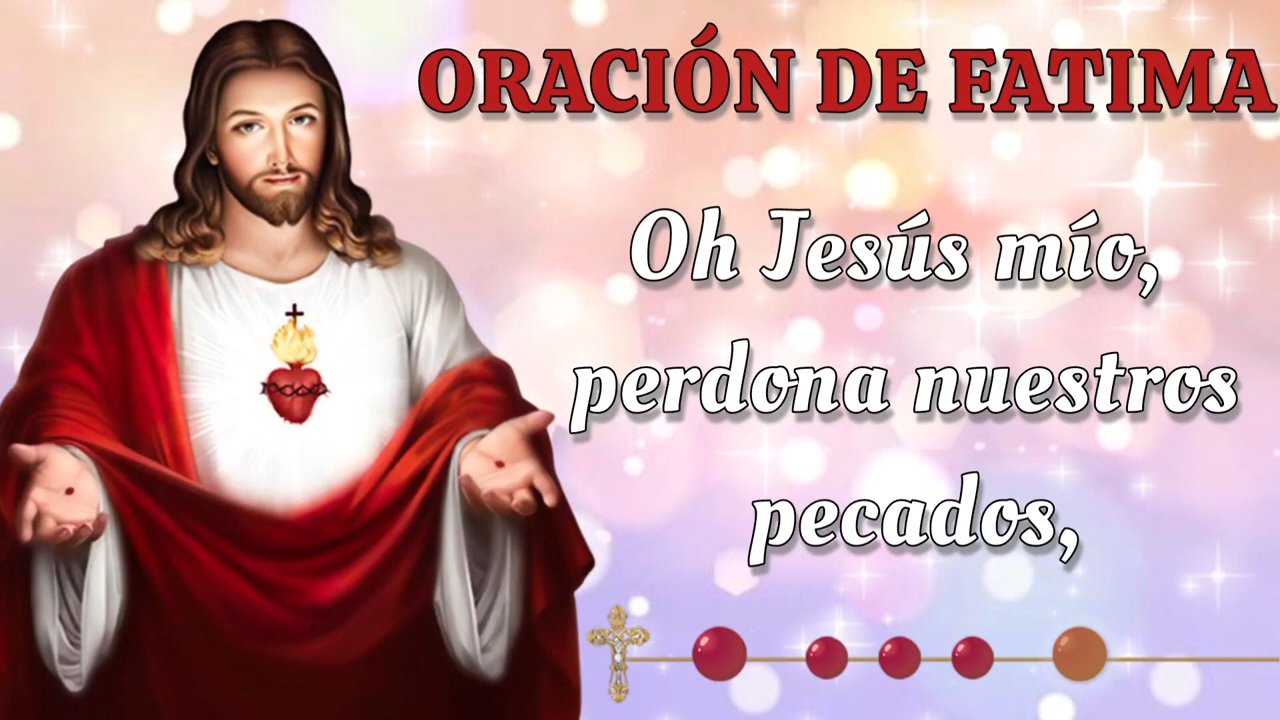 ORACIÓN DE FATIMA
Oh Jesús mío,
perdona nuestros
pecados,